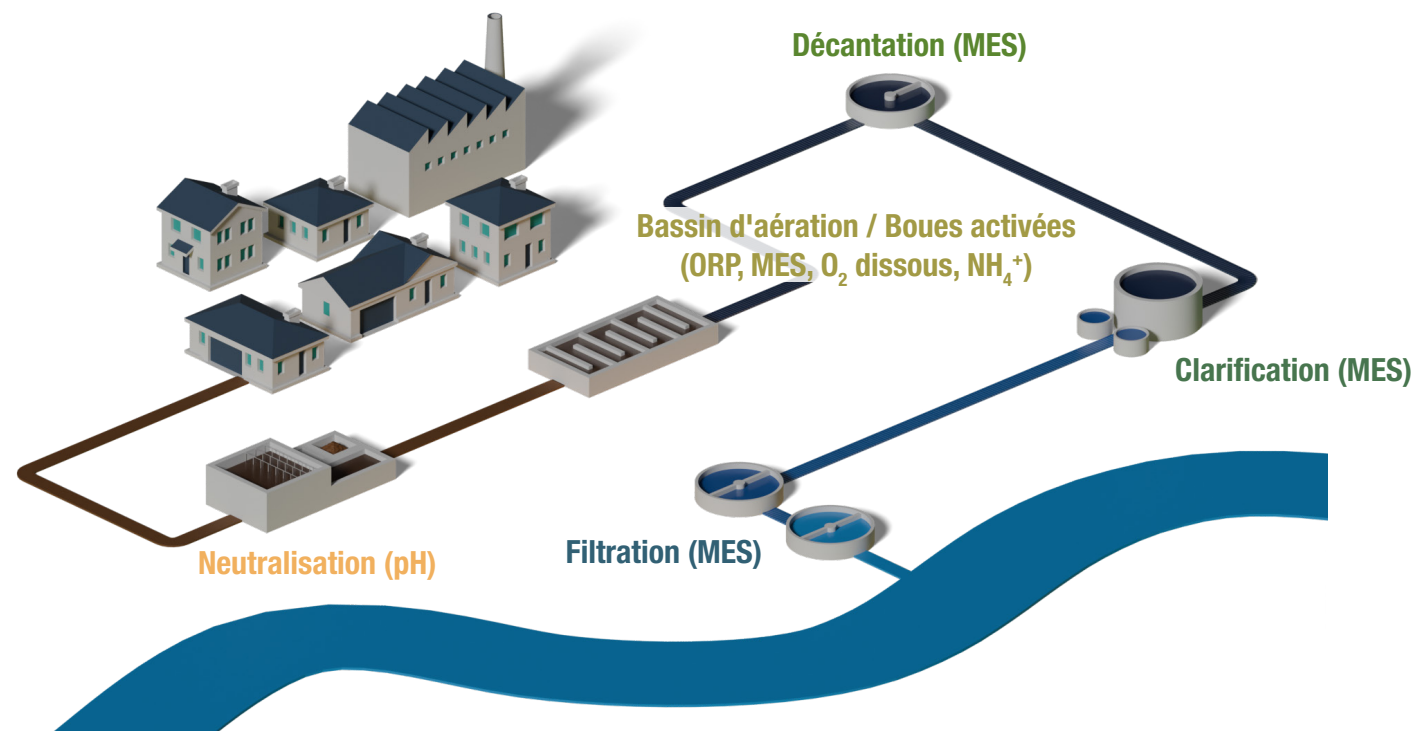 Décantation (MES)
Bassin d'aération / Boues activées
(ORP, MES, O₂ dissous, NH₄⁺)
Clarification (MES)
Filtration (MES)
Neutralisation (pH)